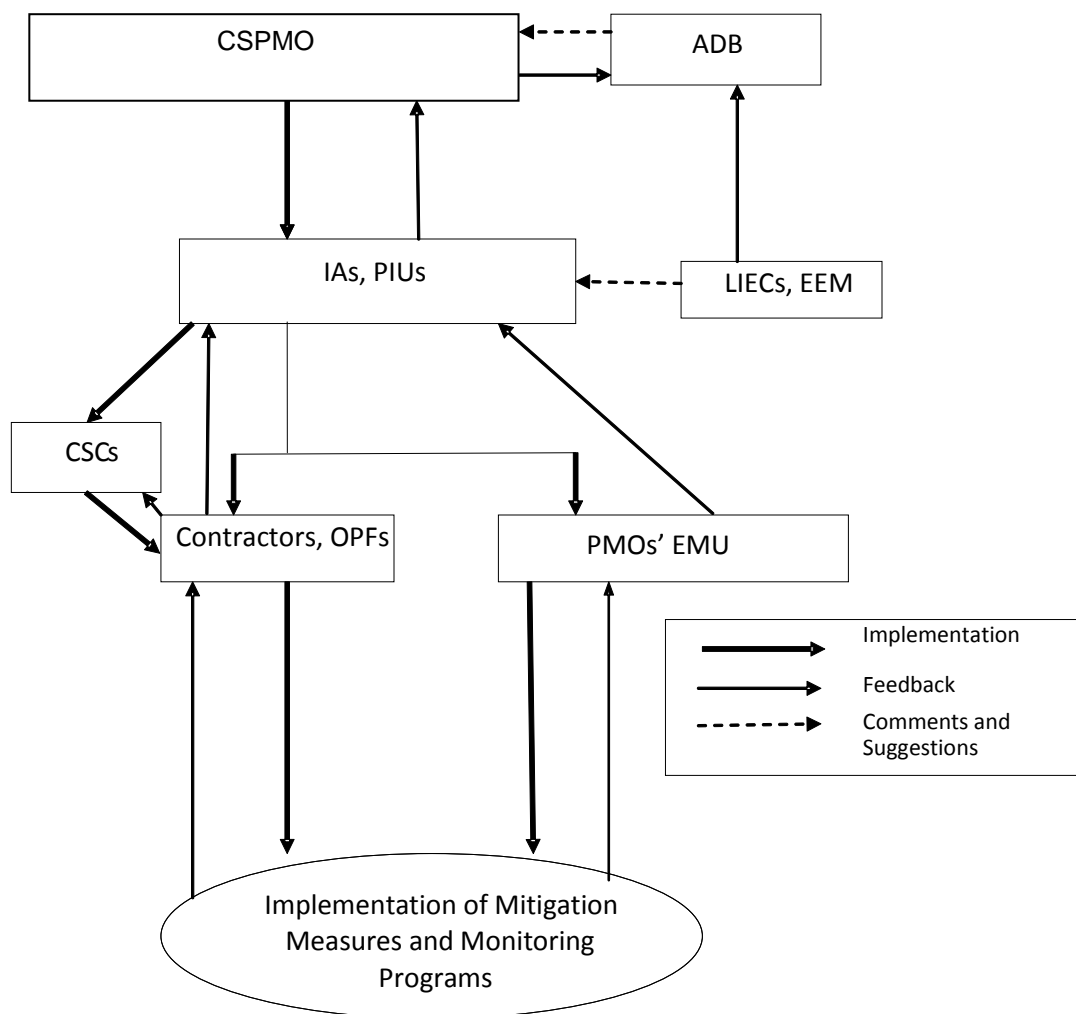 CSPMO
ADB
IAs, PIUs
LIECs, EEM
CSCs
Contractors, OPFs
PMOs’ EMU
Implementation
Feedback
Comments and
Suggestions
Implementation of Mitigation
Measures and Monitoring
Programs